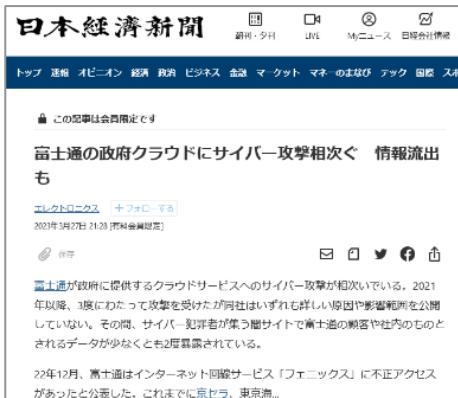 日本経済新聞
朝刊・夕刊
LIVE
Myニュース
日経会社情報
トップ 速報 オピニオン 経済 政治 ビジネス 金融 マーケット マネーのまなび テック 国際 スポ
この記事は会員限定です
富士通の政府クラウドにサイバー攻撃相次ぐ 情報流出
も
エレクトロニクス ＋フォローする
2023年3月27日 21:28 [有料会員限定]
保存
富士通が政府に提供するクラウドサービスへのサイバー攻撃が相次いでいる。2021
年以降、3度にわたって攻撃を受けたが同社はいずれも詳しい原因や影響範囲を公開
していない。その間、サイバー犯罪者が集う闇サイトで富士通の顧客や社内のものと
されるデータが少なくとも2度暴露されている。
22年12月、富士通はインターネット回線サービス「フェニックス」に不正アクセス
があったと公表した。これまでに京セラ、東京海...